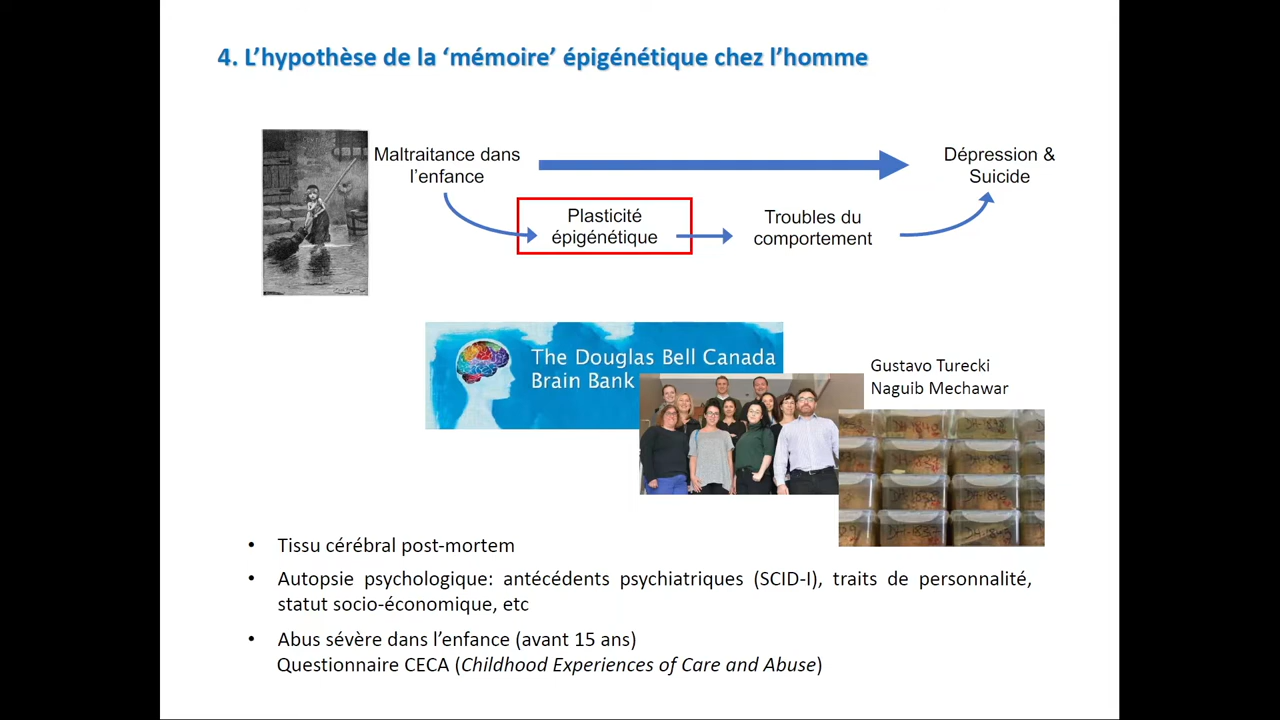 4. L’hypothèse de la ‘mémoire’ épigénétique chez l’homme
Maltraitance dans
l’enfance
Dépression &
Suicide
Plasticité
épigénétique
Troubles du
comportement
The Douglas Bell Canada
Brain Bank
Gustavo Turecki
Naguib Mechawar
• Tissu cérébral post-mortem
• Autopsie psychologique: antécédents psychiatriques (SCID-I), traits de personnalité,
statut socio-économique, etc
• Abus sévère dans l’enfance (avant 15 ans)
Questionnaire CECA (Childhood Experiences of Care and Abuse)